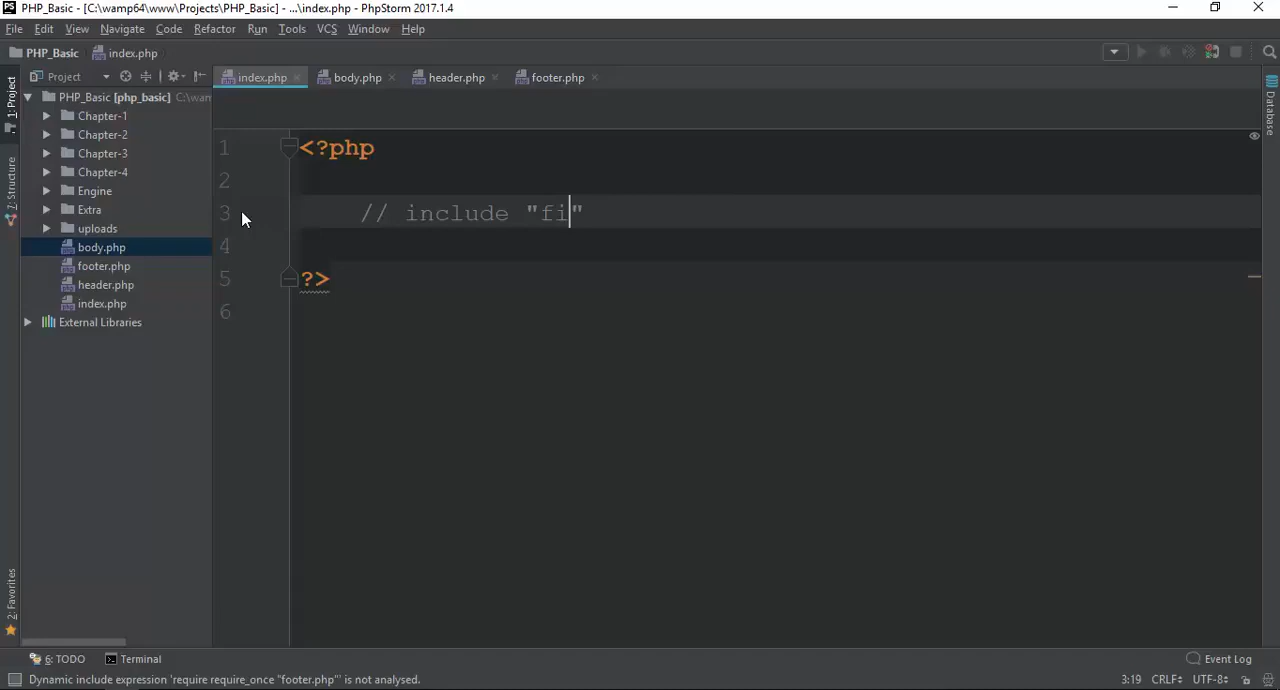 PS PHP_Basic - [C:\wamp64\www\Projects\PHP_Basic] - ...\index.php - PhpStorm 2017.1.4
File Edit View Navigate Code Refactor Run Tools VCS Window Help
PHP_Basic index.php
Project
index.php body.php header.php footer.php
1: Project
7: Structure
2: Favorites
PHP_Basic [php_basic] C:\wam
Chapter-1
Chapter-2
Chapter-3
Chapter-4
Engine
Extra
uploads
body.php
footer.php
header.php
index.php
External Libraries
1 <?php
2
3 // include "fi"
4
5 ?>
6
Database
6: TODO Terminal Event Log
Dynamic include expression 'require require_once "footer.php"' is not analysed. 3:19 CRLF UTF-8